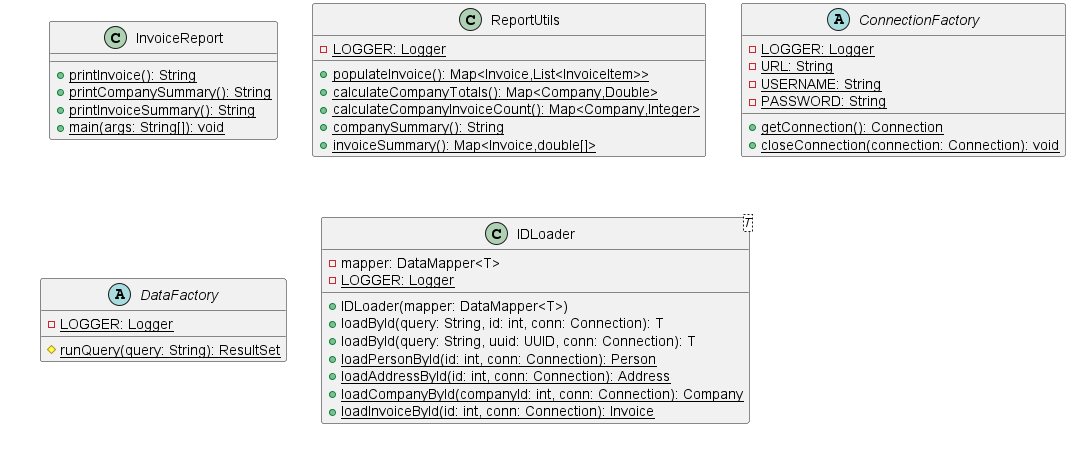 C InvoiceReport
printInvoice(): String
printCompanySummary(): String
printInvoiceSummary(): String
main(args: String[]): void
C ReportUtils
LOGGER: Logger
populateInvoice(): Map<Invoice,List<InvoiceItem>>
calculateCompanyTotals(): Map<Company,Double>
calculateCompanyInvoiceCount(): Map<Company,Integer>
companySummary(): String
invoiceSummary(): Map<Invoice,double[]>
A ConnectionFactory
LOGGER: Logger
URL: String
USERNAME: String
PASSWORD: String
getConnection(): Connection
closeConnection(connection: Connection): void
A DataFactory
LOGGER: Logger
runQuery(query: String): ResultSet
T
C IDLoader
mapper: DataMapper<T>
LOGGER: Logger
IDLoader(mapper: DataMapper<T>)
loadById(query: String, id: int, conn: Connection): T
loadById(query: String, uuid: UUID, conn: Connection): T
loadPersonById(id: int, conn: Connection): Person
loadAddressById(id: int, conn: Connection): Address
loadCompanyById(companyId: int, conn: Connection): Company
loadInvoiceById(id: int, conn: Connection): Invoice